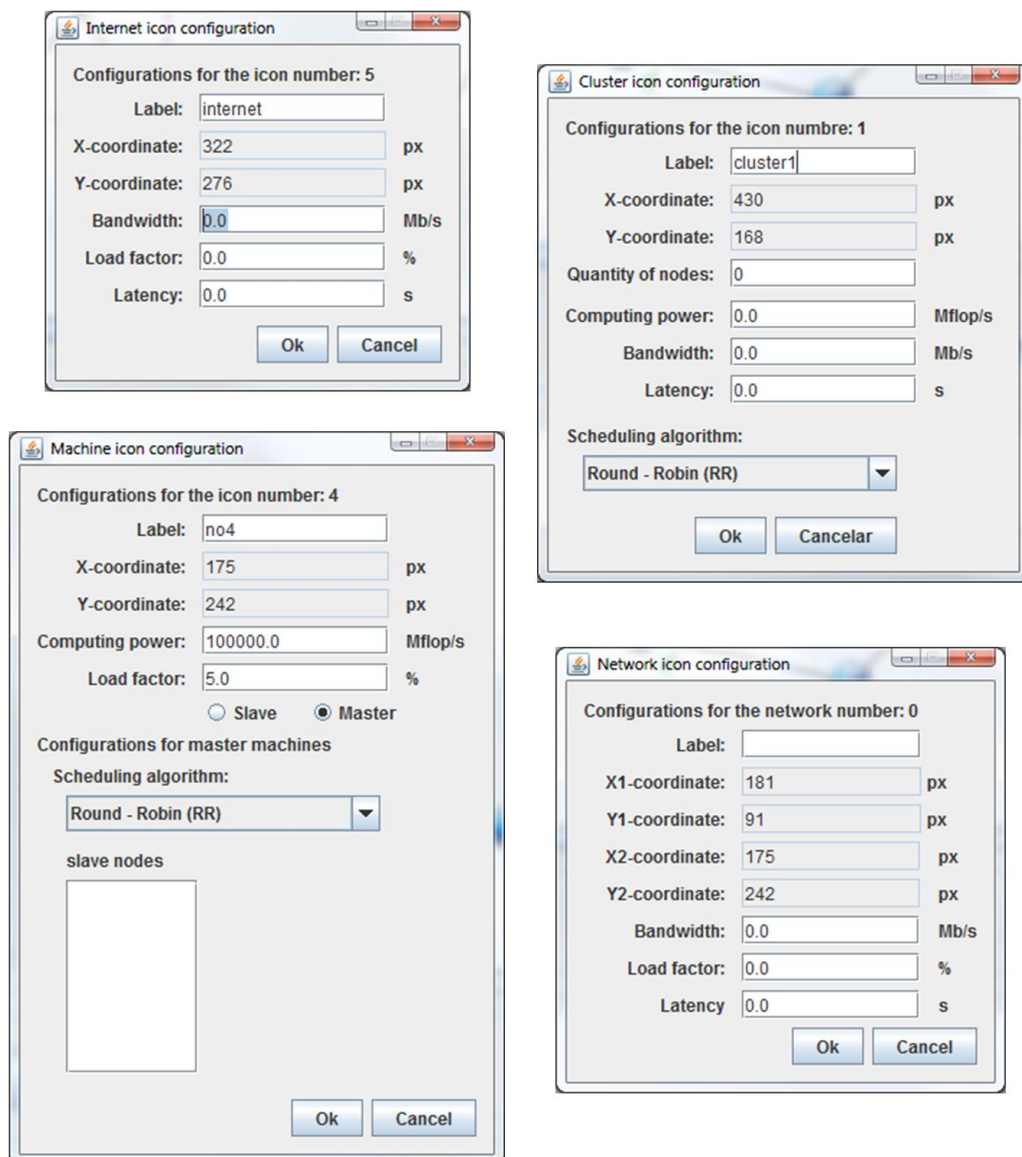 Internet icon configuration
Configurations for the icon number: 5
Label: internet
X-coordinate: 322 px
Y-coordinate: 276 px
Bandwidth: 0.0 Mb/s
Load factor: 0.0 %
Latency: 0.0 s
Ok Cancel
Cluster icon configuration
Configurations for the icon numbre: 1
Label: cluster1
X-coordinate: 430 px
Y-coordinate: 168 px
Quantity of nodes: 0
Computing power: 0.0 Mflop/s
Bandwidth: 0.0 Mb/s
Latency: 0.0 s
Scheduling algorithm:
Round - Robin (RR)
Ok Cancelar
Machine icon configuration
Configurations for the icon number: 4
Label: no4
X-coordinate: 175 px
Y-coordinate: 242 px
Computing power: 100000.0 Mflop/s
Load factor: 5.0 %
Slave Master
Configurations for master machines
Scheduling algorithm:
Round - Robin (RR)
slave nodes
Ok Cancel
Network icon configuration
Configurations for the network number: 0
Label:
X1-coordinate: 181 px
Y1-coordinate: 91 px
X2-coordinate: 175 px
Y2-coordinate: 242 px
Bandwidth: 0.0 Mb/s
Load factor: 0.0 %
Latency 0.0 s
Ok Cancel